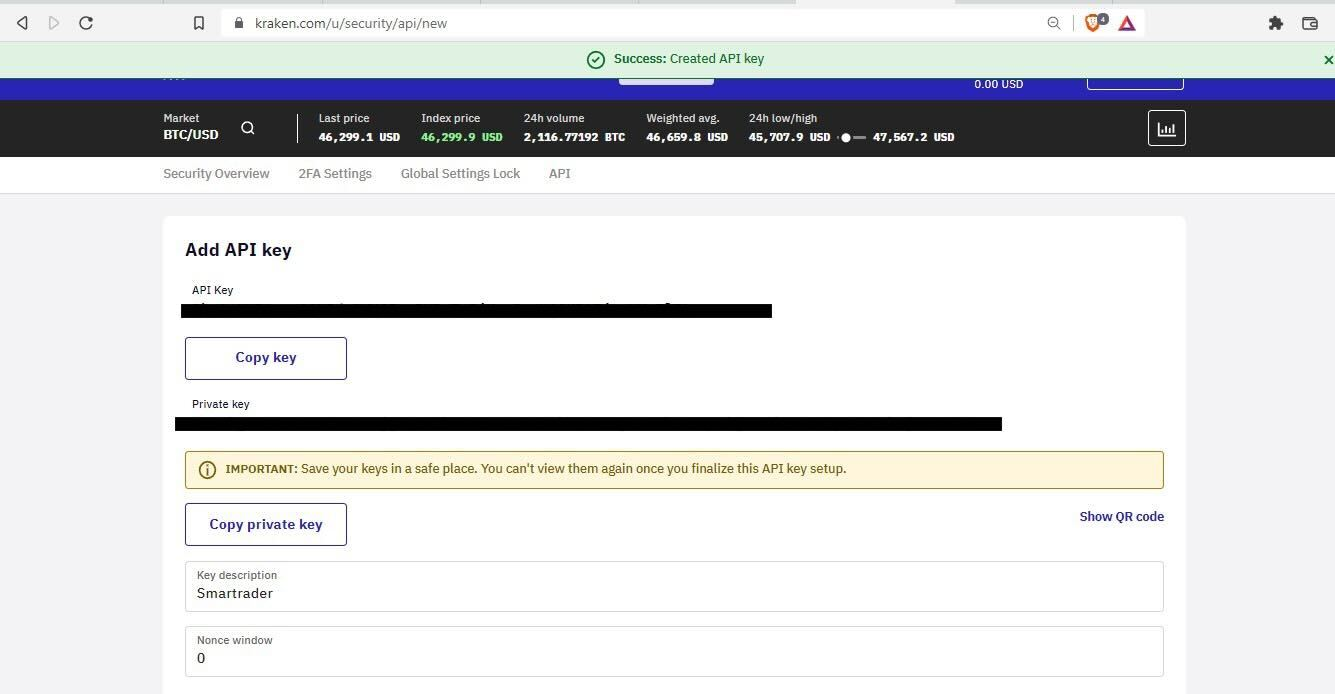 kraken.com/u/security/api/new
4
Success: Created API key
0.00 USD
Market
BTC/USD
Last price
46,299.1 USD
Index price
46,299.9 USD
24h volume
2,116.77192 BTC
Weighted avg.
46,659.8 USD
24h low/high
45,707.9 USD
47,567.2 USD
Security Overview 2FA Settings Global Settings Lock API
Add API key
API Key
Copy key
Private key
IMPORTANT: Save your keys in a safe place. You can't view them again once you finalize this API key setup.
Copy private key
Show QR code
Key description
Smartrader
Nonce window
0